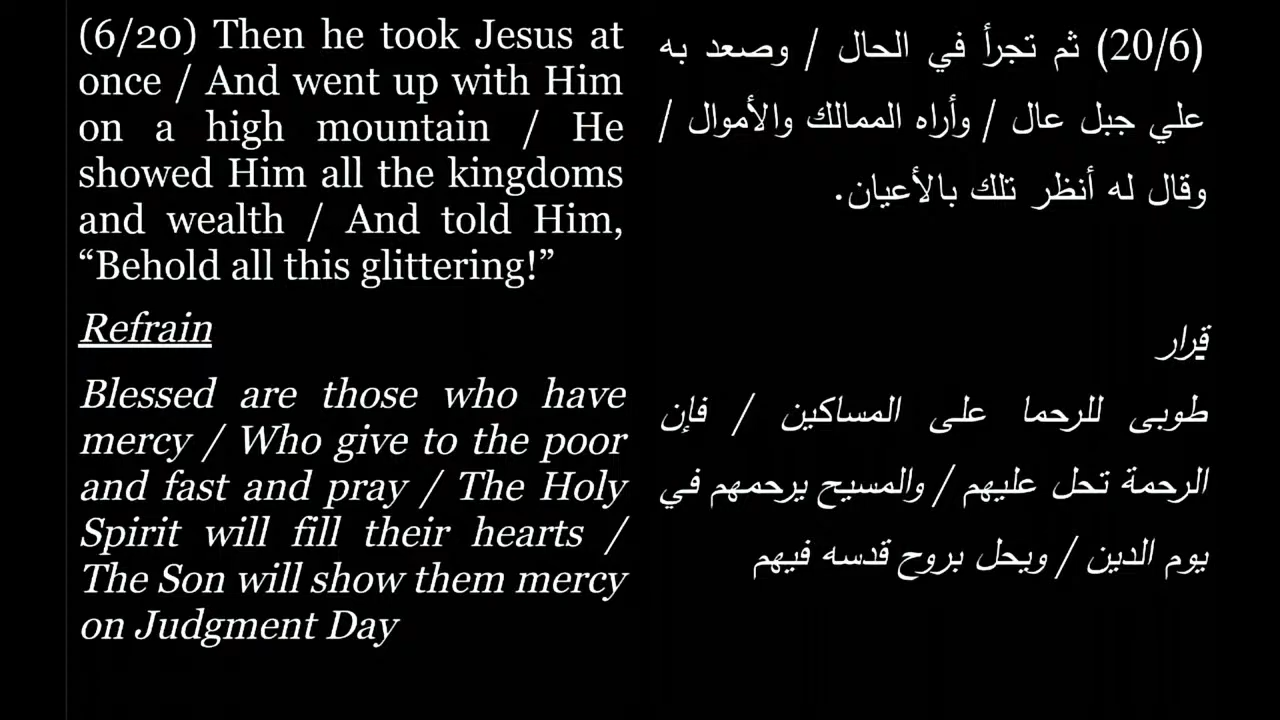 (6/20) Then he took Jesus at
once / And went up with Him
on a high mountain / He
showed Him all the kingdoms
and wealth / And told Him,
“Behold all this glittering!”
Refrain
Blessed are those who have
mercy / Who give to the poor
and fast and pray / The Holy
Spirit will fill their hearts /
The Son will show them mercy
on Judgment Day
(20/6) ثم تجرأ في الحال / وصعد به
علي جبل عال / وأراه الممالك والأموال /
وقال له أنظر تلك بالأعيان.
قرار
طوبى للرحما على المساكين / فإن
الرحمة تحل عليهم / والمسيح يرحمهم في
يوم الدين / ويحل بروح قدسه فيهم